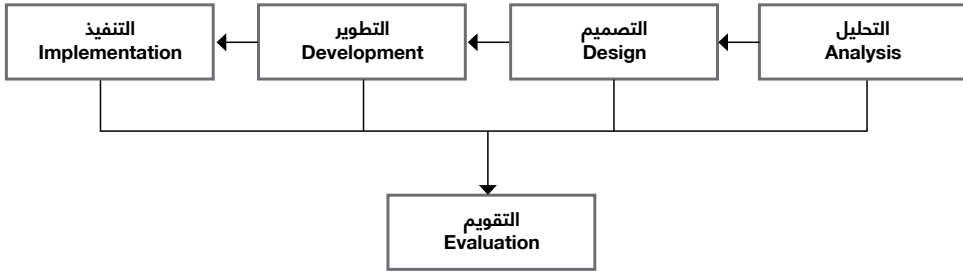 التحليل
Analysis
التصميم
Design
التطوير
Development
التنفيذ
Implementation
التقويم
Evaluation